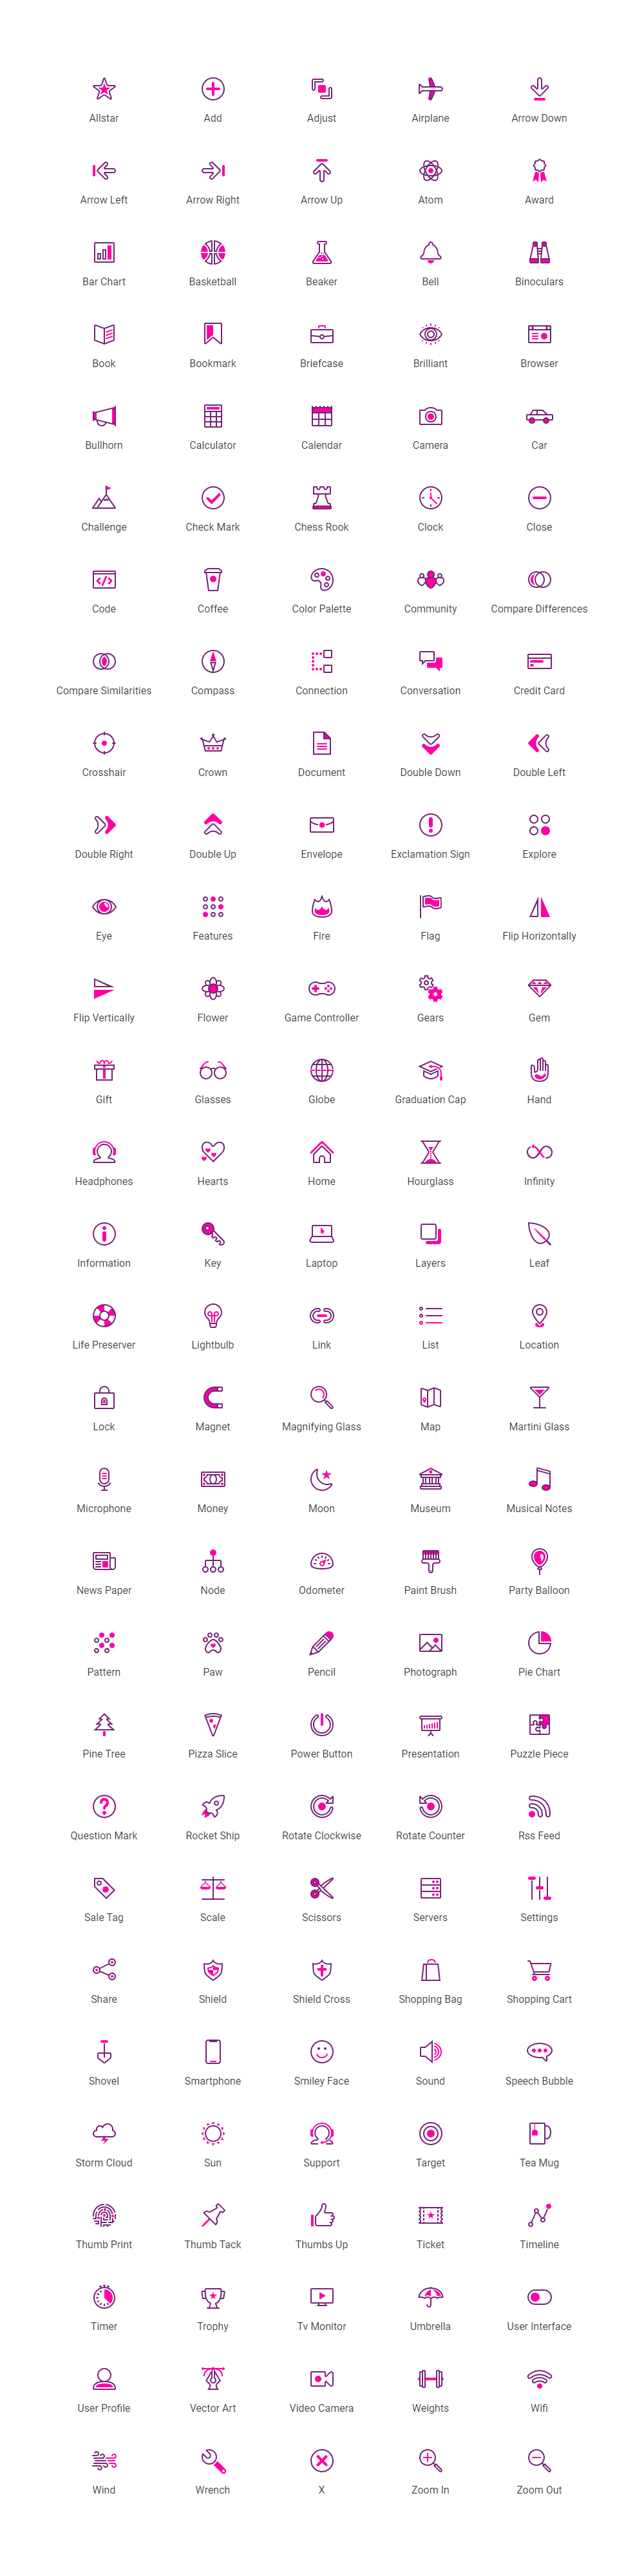 Allstar Add Adjust Airplane Arrow Down
Arrow Left Arrow Right Arrow Up Atom Award
Bar Chart Basketball Beaker Bell Binoculars
Book Bookmark Briefcase Brilliant Browser
Bullhorn Calculator Calendar Camera Car
Challenge Check Mark Chess Rook Clock Close
Code Coffee Color Palette Community Compare Differences
Compare Similarities Compass Connection Conversation Credit Card
Crosshair Crown Document Double Down Double Left
Double Right Double Up Envelope Exclamation Sign Explore
Eye Features Fire Flag Flip Horizontally
Flip Vertically Flower Game Controller Gears Gem
Gift Glasses Globe Graduation Cap Hand
Headphones Hearts Home Hourglass Infinity
Information Key Laptop Layers Leaf
Life Preserver Lightbulb Link List Location
Lock Magnet Magnifying Glass Map Martini Glass
Microphone Money Moon Museum Musical Notes
News Paper Node Odometer Paint Brush Party Balloon
Pattern Paw Pencil Photograph Pie Chart
Pine Tree Pizza Slice Power Button Presentation Puzzle Piece
Question Mark Rocket Ship Rotate Clockwise Rotate Counter Rss Feed
Sale Tag Scale Scissors Servers Settings
Share Shield Shield Cross Shopping Bag Shopping Cart
Shovel Smartphone Smiley Face Sound Speech Bubble
Storm Cloud Sun Support Target Tea Mug
Thumb Print Thumb Tack Thumbs Up Ticket Timeline
Timer Trophy Tv Monitor Umbrella User Interface
User Profile Vector Art Video Camera Weights Wifi
Wind Wrench X Zoom In Zoom Out